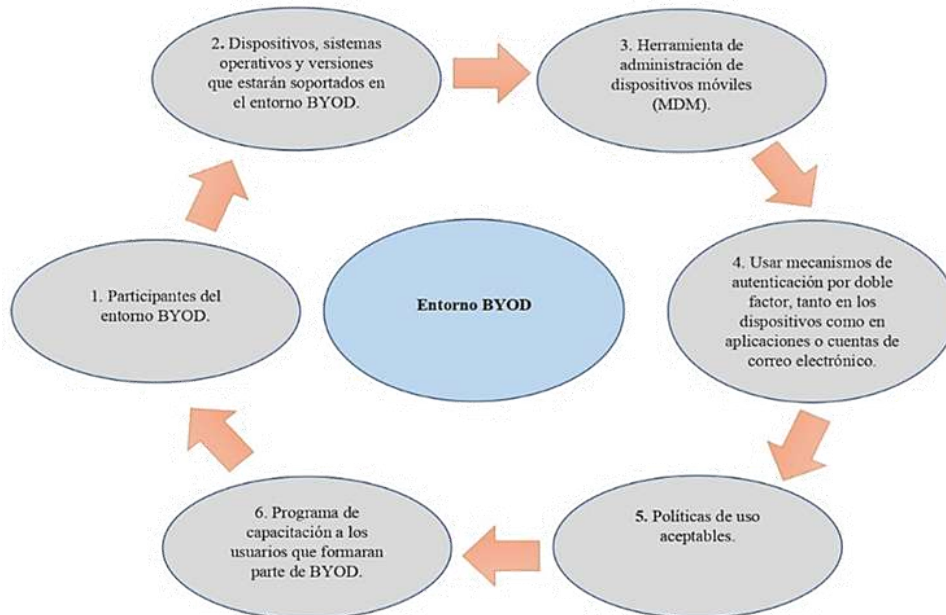 2. Dispositivos, sistemas
operativos y versiones
que estarán soportados en
el entorno BYOD.
3. Herramienta de
administración de
dispositivos móviles
(MDM).
4. Usar mecanismos de
autenticación por doble
factor, tanto en los
dispositivos como en
aplicaciones o cuentas de
correo electrónico.
1. Participantes del
entorno BYOD.
Entorno BYOD
6. Programa de
capacitación a los
usuarios que formaran
parte de BYOD.
5. Políticas de uso
aceptables.